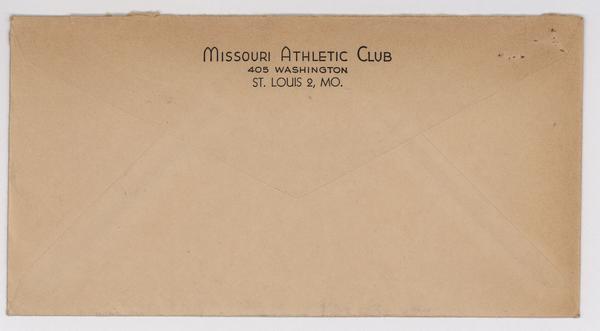 Missouri Athletic Club
405 WASHINGTON
ST. LOUIS 2, MO.